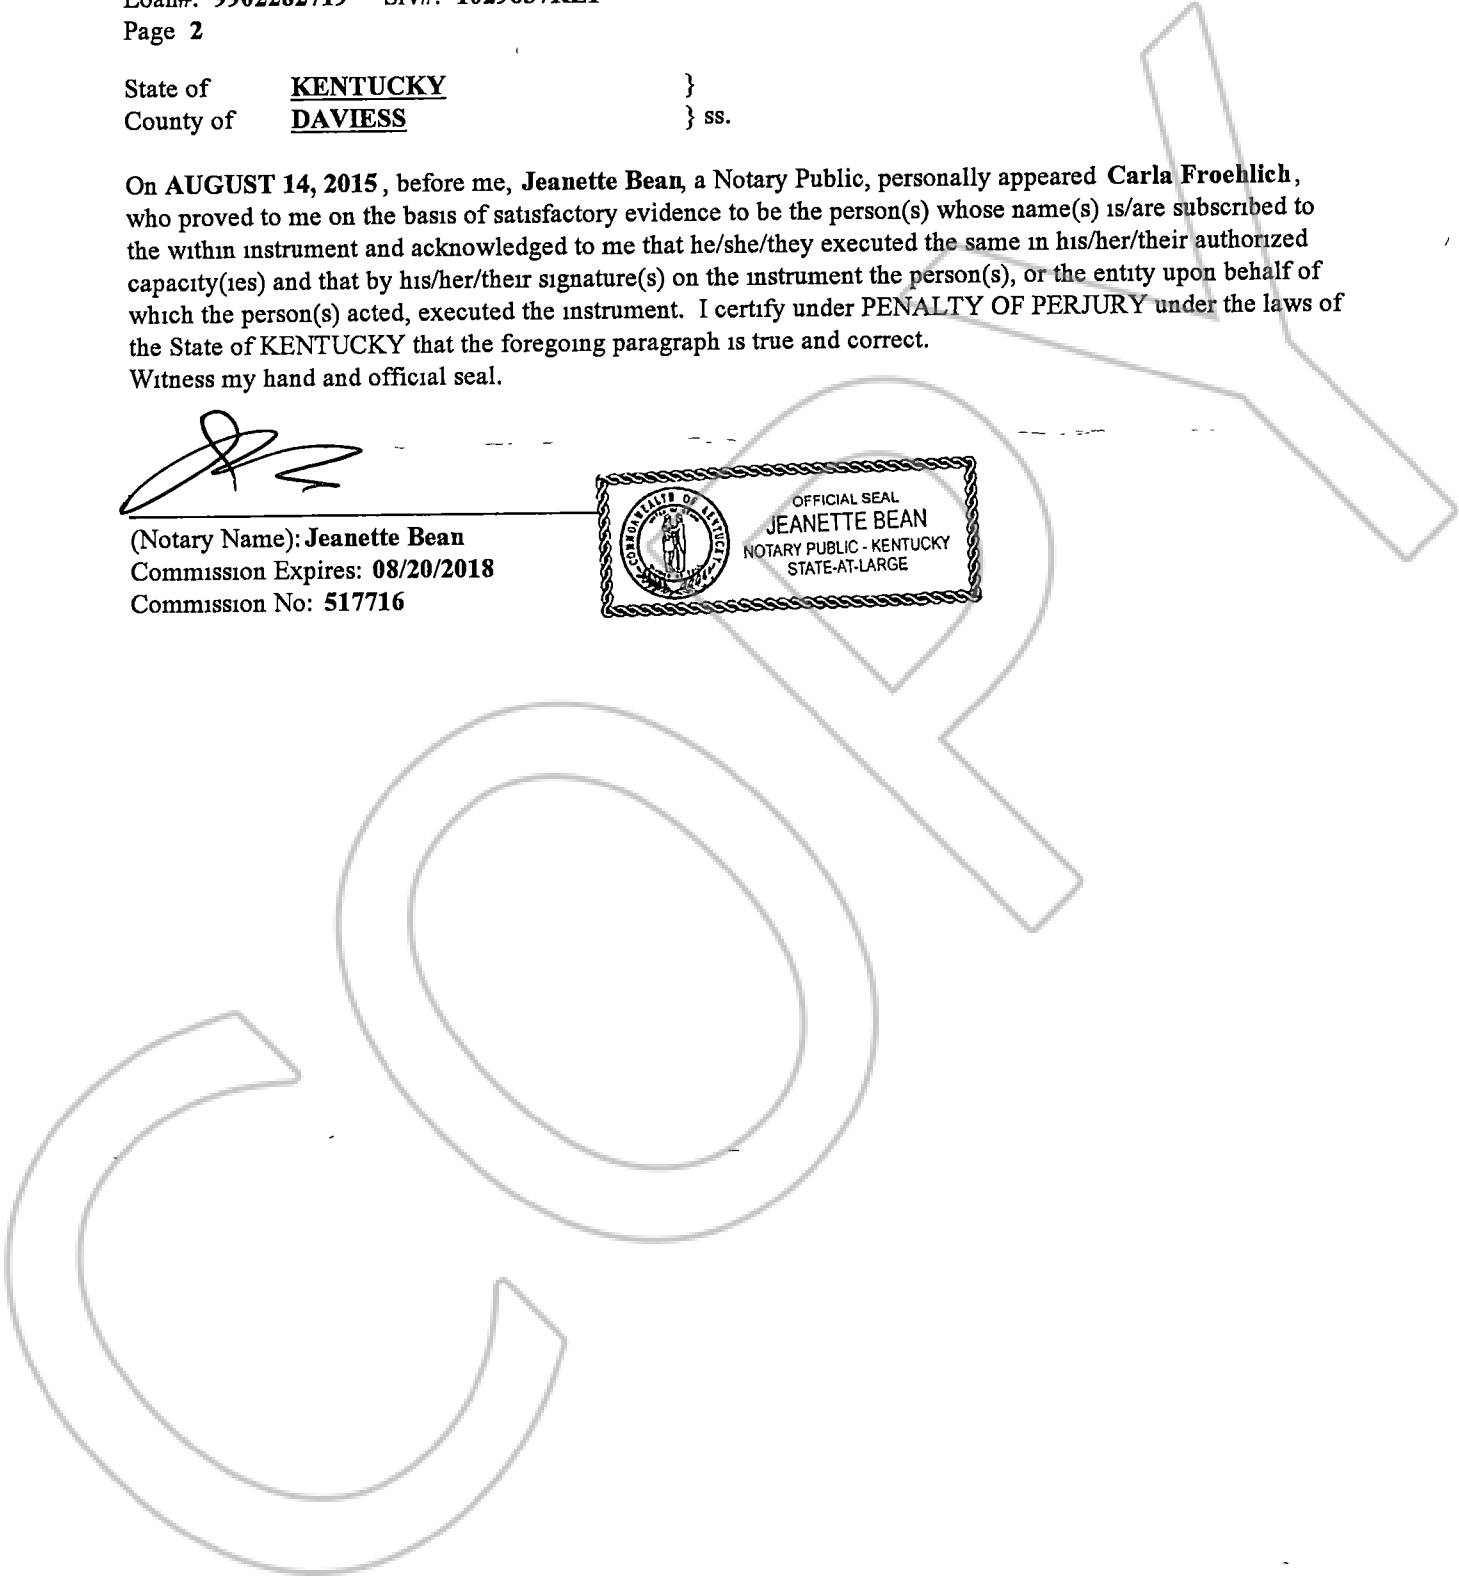 Page 2
State of KENTUCKY }
County of DAVIESS } ss.
On AUGUST 14, 2015, before me, Jeanette Bean, a Notary Public, personally appeared Carla Froehlich,
who proved to me on the basis of satisfactory evidence to be the person(s) whose name(s) is/are subscribed to
the within instrument and acknowledged to me that he/she/they executed the same in his/her/their authorized
capacity(ies) and that by his/her/their signature(s) on the instrument the person(s), or the entity upon behalf of
which the person(s) acted, executed the instrument. I certify under PENALTY OF PERJURY under the laws of
the State of KENTUCKY that the foregoing paragraph is true and correct.
Witness my hand and official seal.
COMMONWEALTH OF KENTUCKY
OFFICIAL SEAL
JEANETTE BEAN
NOTARY PUBLIC - KENTUCKY
STATE-AT-LARGE
(Notary Name): Jeanette Bean
Commission Expires: 08/20/2018
Commission No: 517716
COPY